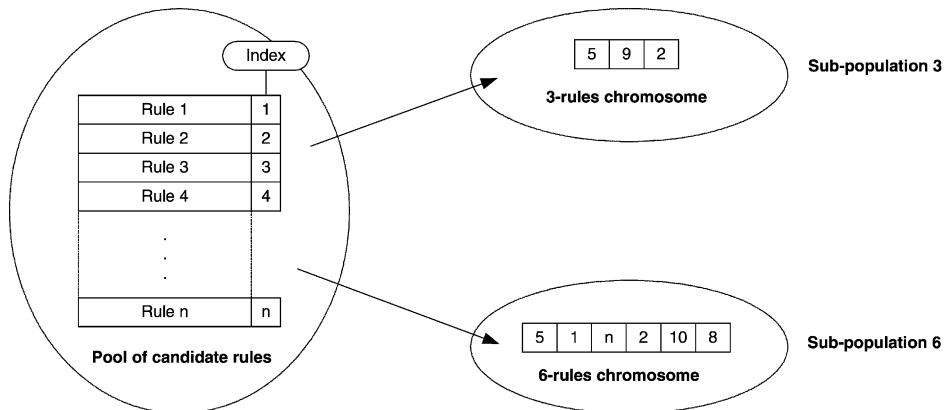 Index
Rule 1 1
Rule 2 2
Rule 3 3
Rule 4 4
.
.
.
Rule n n
Pool of candidate rules
5 9 2
3-rules chromosome
Sub-population 3
5 1 n 2 10 8
6-rules chromosome
Sub-population 6